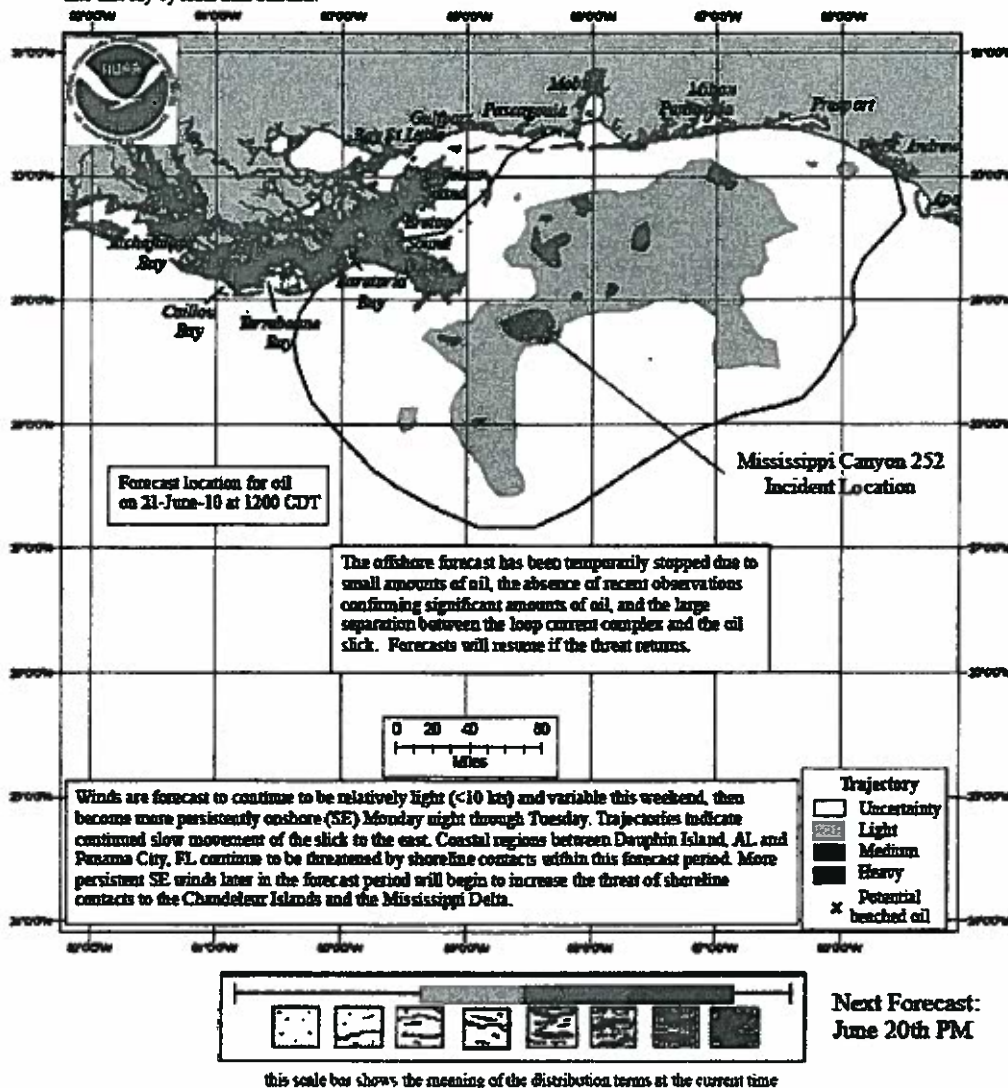 NOAA
Mobile
Pascagoula
Gulfport
Bay St Louis
Milton
Freeport
St. Andrew
Sound
Breton
Sound
Atchafalaya
Bay
Caillou
Bay
Terrebonne
Bay
Barataria
Bay
Mississippi Canyon 252
Incident Location
Forecast location for oil
on 21-June-10 at 1200 CDT
The offshore forecast has been temporarily stopped due to
small amounts of oil, the absence of recent observations
confirming significant amounts of oil, and the large
separation between the loop current complex and the oil
slick. Forecasts will resume if the threat returns.
0 20 40 80
Miles
Winds are forecast to continue to be relatively light (<10 kts) and variable this weekend, then
become more persistently onshore (SE) Monday night through Tuesday. Trajectories indicate
continued slow movement of the slick to the east. Coastal regions between Dauphin Island, AL and
Panama City, FL continue to be threatened by shoreline contacts within this forecast period. More
persistent SE winds later in the forecast period will begin to increase the threat of shoreline
contacts to the Chandeleur Islands and the Mississippi Delta.
Trajectory
Uncertainty
Light
Medium
Heavy
Potential
beached oil
Next Forecast:
June 20th PM
this scale bar shows the meaning of the distribution terms at the current time